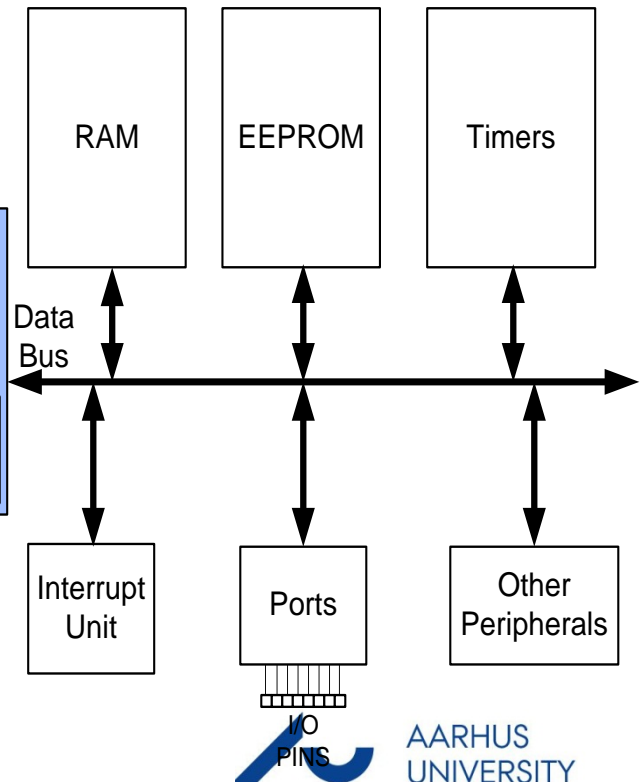 RAM
EEPROM
Timers
Data
Bus
Interrupt
Unit
Ports
Other
Peripherals
I/O
PINS
AARHUS
UNIVERSITY